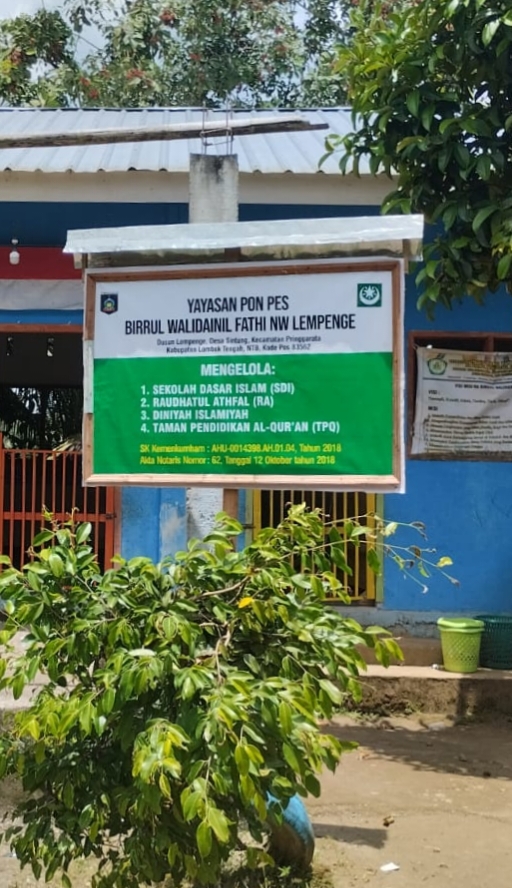 YAYASAN PON PES
BIRRUL WALIDAINIL FATHI NW LEMPENGE
Dusun Lempenge, Desa Sintung, Kecamatan Pringgarata
Kabupaten Lombok Tengah, NTB, Kode Pos 83562
MENGELOLA:
1. SEKOLAH DASAR ISLAM (SDI)
2. RAUDHATUL ATHFAL (RA)
3. DINIYAH ISLAMIYAH
4. TAMAN PENDIDIKAN AL-QUR'AN (TPQ)
SK Kemenkumham : AHU-0014398.AH.01.04, Tahun 2018
Akta Notaris Nomor: 62, Tanggal 12 Oktober tahun 2018